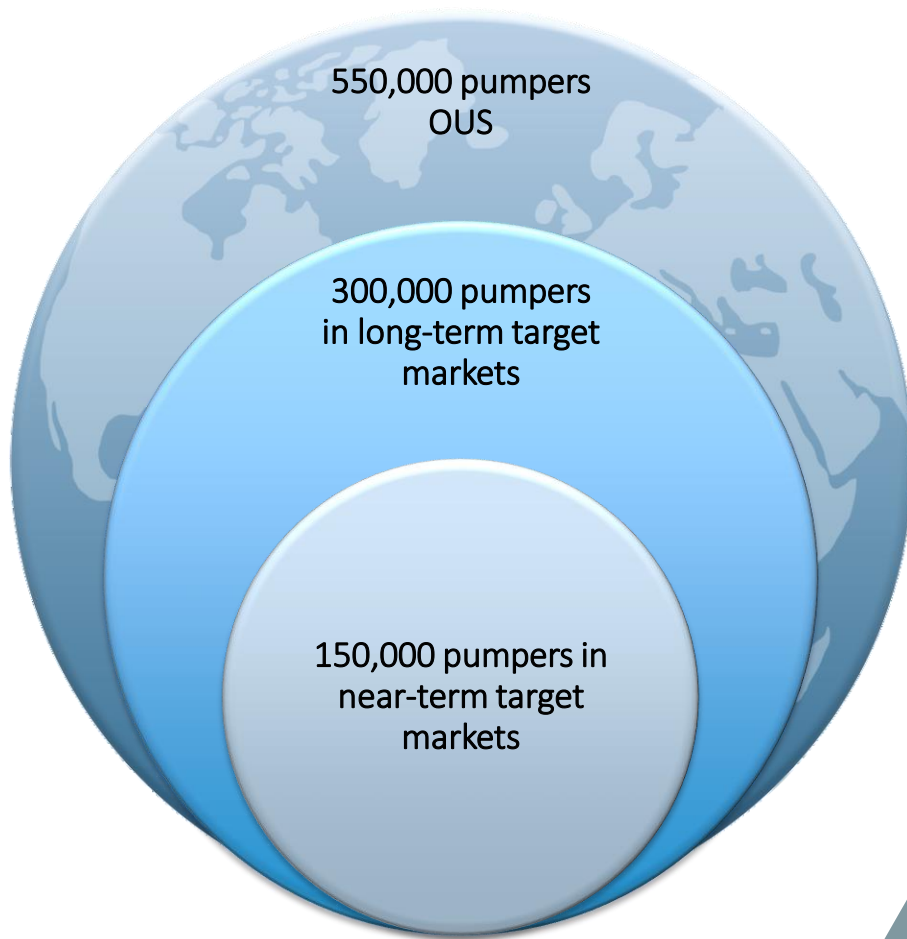 550,000 pumpers
OUS
300,000 pumpers
in long-term target
markets
150,000 pumpers in
near-term target
markets